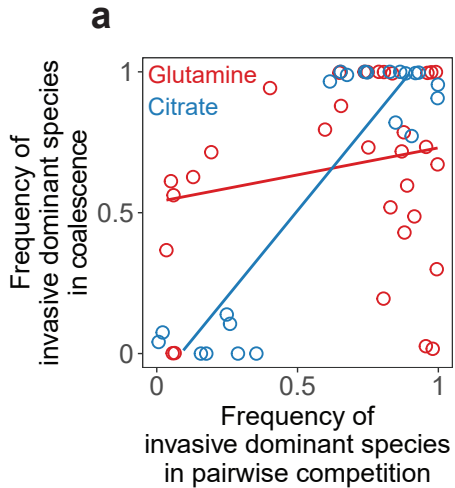 a
Glutamine
Citrate
Frequency of
invasive dominant species
in coalescence
1
0.5
0
0
0.5
1
Frequency of
invasive dominant species
in pairwise competition